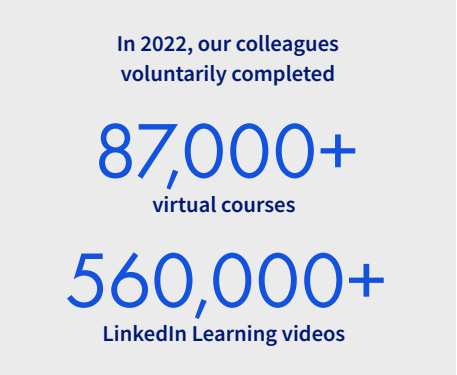 In 2022, our colleagues
voluntarily completed
87,000+
virtual courses
560,000+
LinkedIn Learning videos